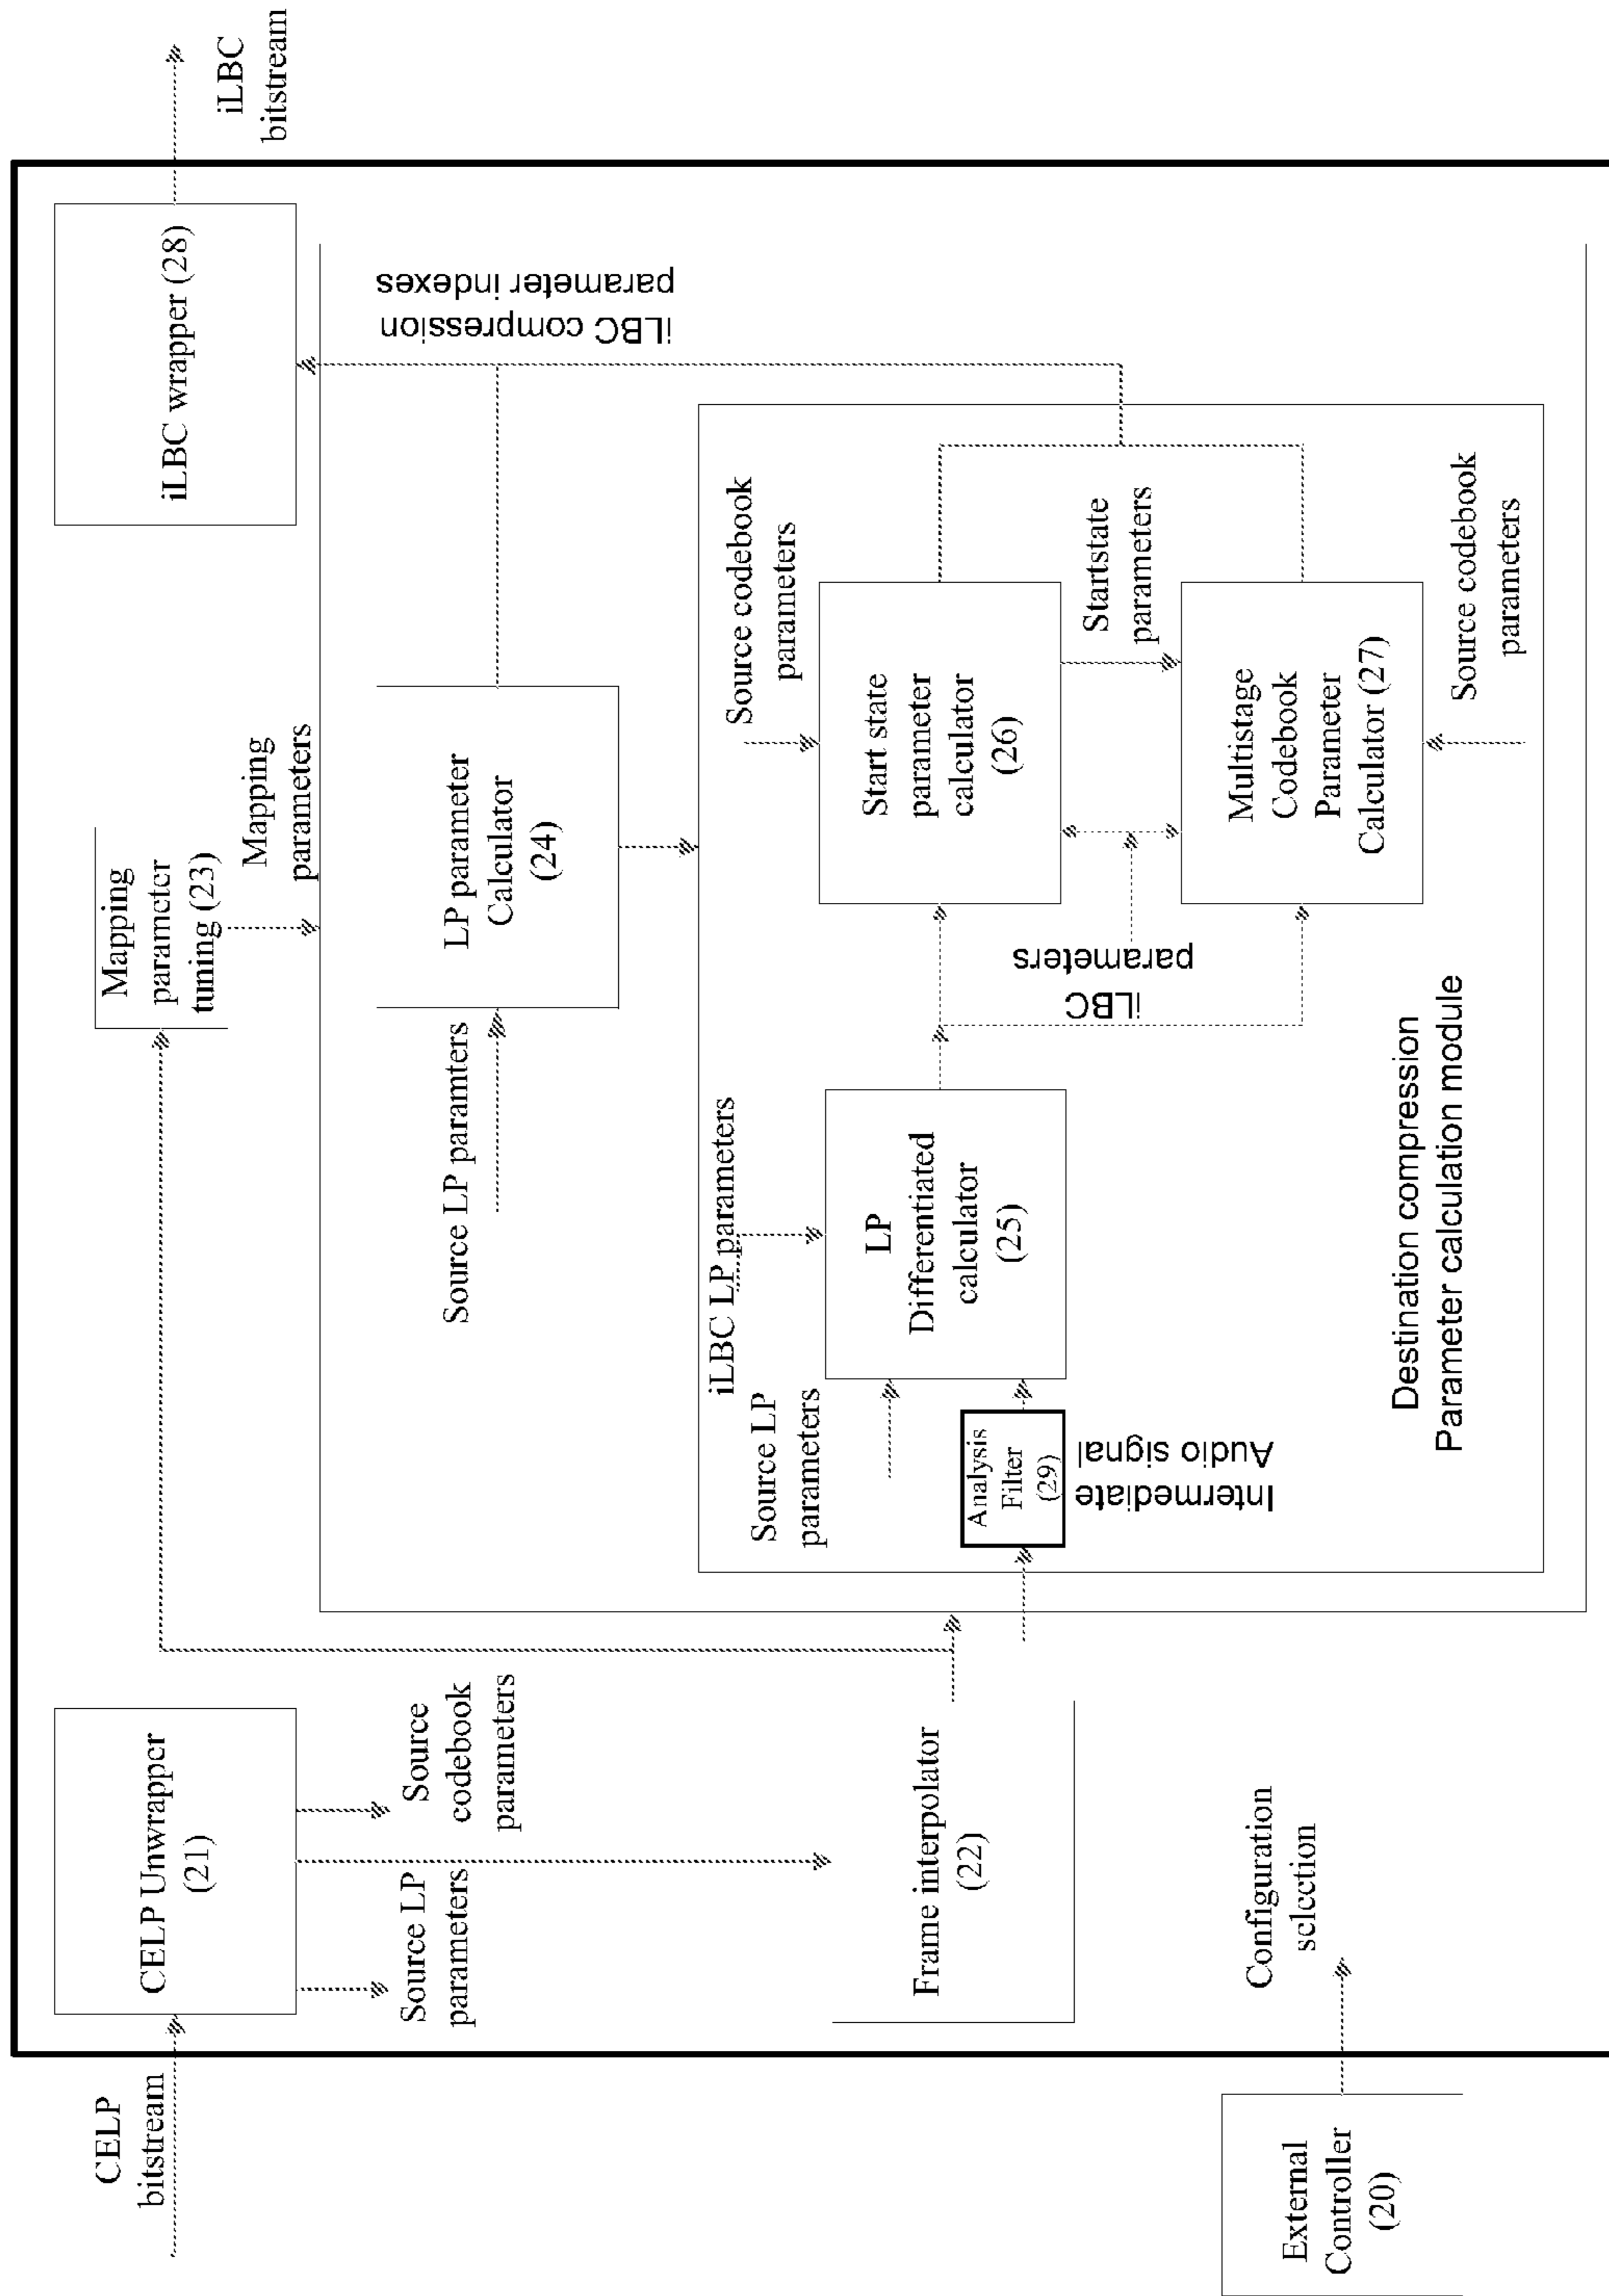 CELP
bitstream
CELP Unwrapper
(21)
Source LP
parameters
Source
codebook
parameters
Frame interpolator
(22)
External
Controller
(20)
Configuration
selection
Mapping
parameter
tuning (23)
Mapping
parameters
Source LP paramters
LP parameter
Calculator
(24)
iLBC LP parameters
Source LP
parameters
Analysis
Filter
(29)
Intermediate
Audio signal
LP
Differentiated
calculator
(25)
iLBC
parameters
Source codebook
parameters
Start state
parameter
calculator
(26)
Startstate
parameters
Multistage
Codebook
Parameter
Calculator (27)
Source codebook
parameters
Destination compression
Parameter calculation module
iLBC compression
parameter indexes
iLBC wrapper (28)
iLBC
bitstream